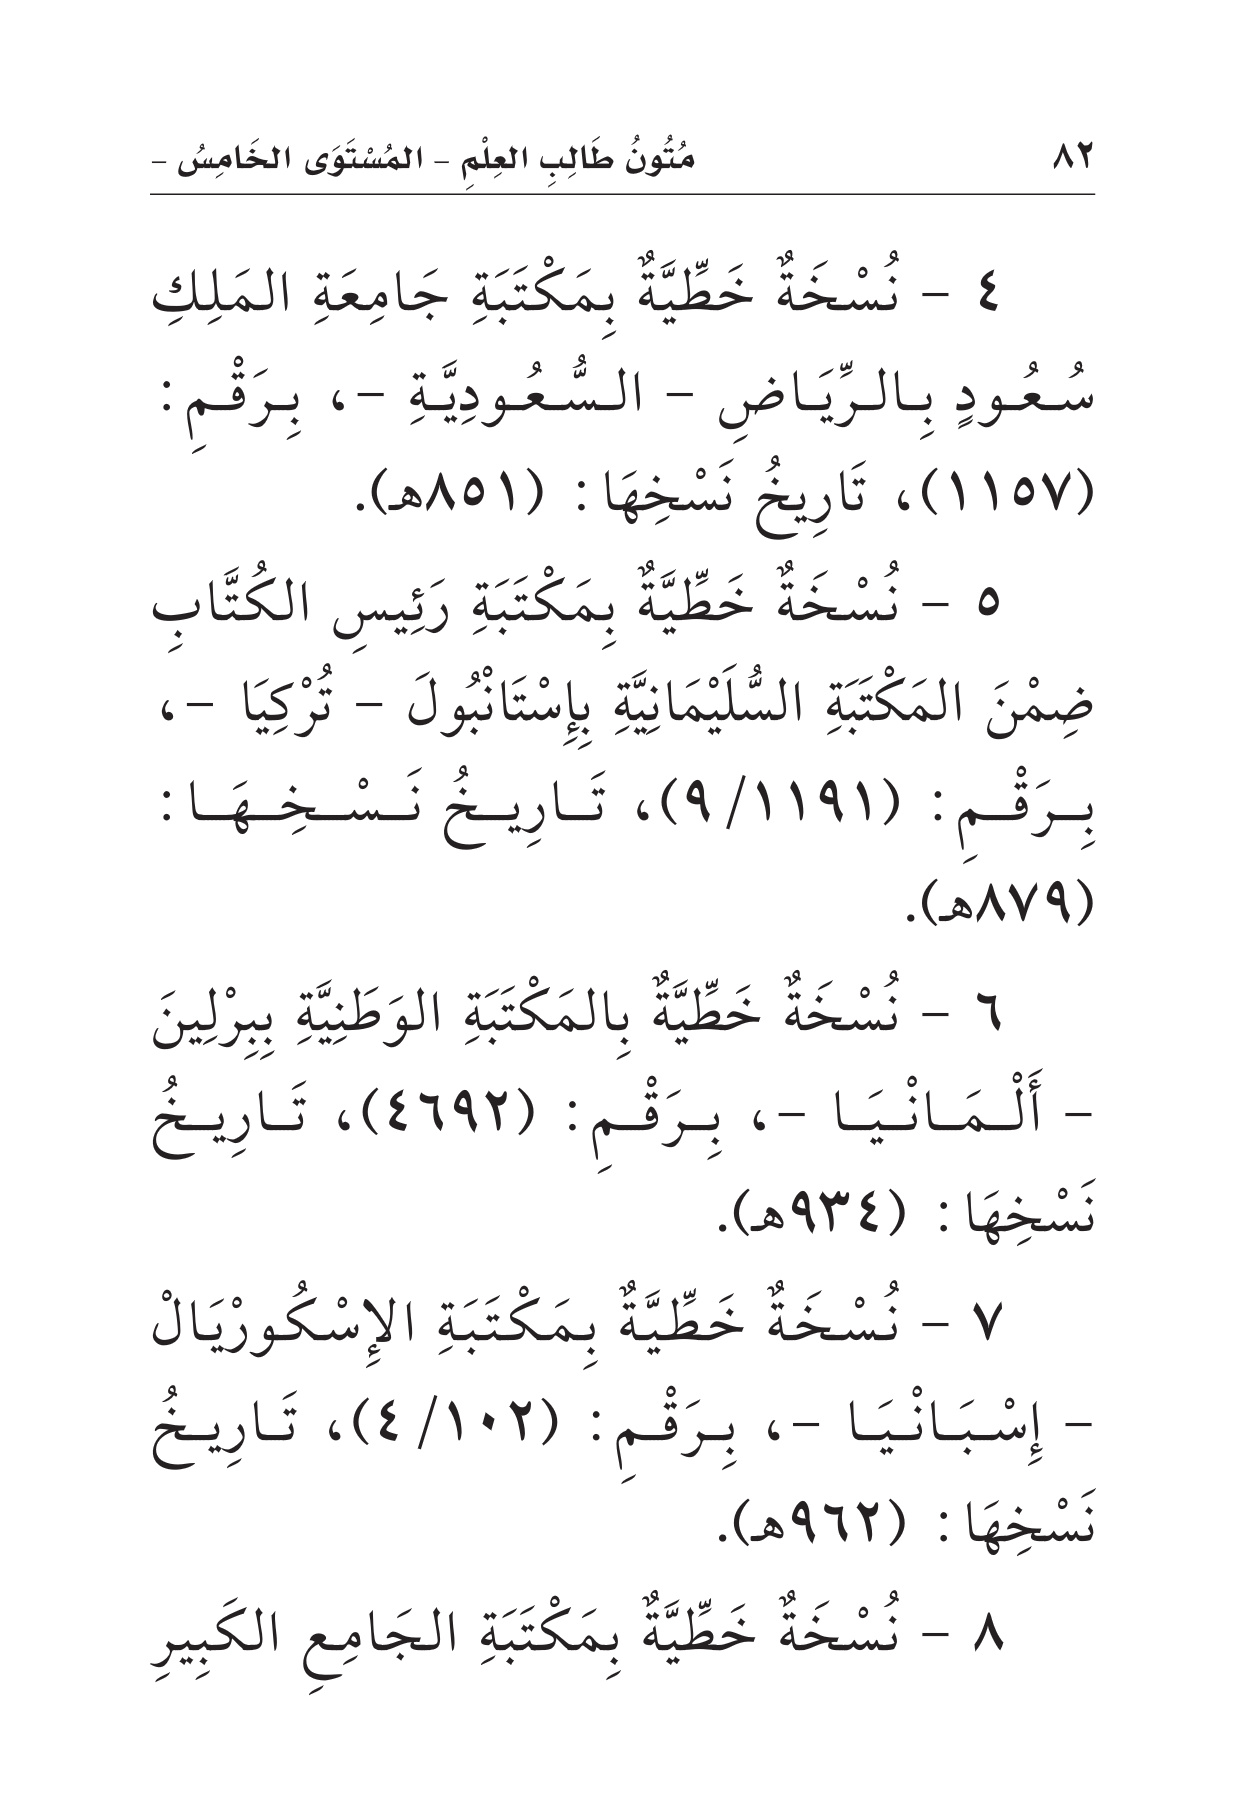 ٨٢ مُتُونُ طَالِبِ العِلْمِ - المُسْتَوَى الخَامِسُ -
٤ - نُسْخَةٌ خَطِّيَّةٌ بِمَكْتَبَةِ جَامِعَةِ المَلِكِ
سُعُودٍ بِالرِّيَاضِ - السُّعُودِيَّةِ -، بِرَقْمِ:
(١١٥٧)، تَارِيخُ نَسْخِهَا: (٨٥١هـ).
٥ - نُسْخَةٌ خَطِّيَّةٌ بِمَكْتَبَةِ رَئِيسِ الكُتَّابِ
ضِمْنَ المَكْتَبَةِ السُّلَيْمَانِيَّةِ بِإِسْتَانْبُولَ - تُرْكِيَا -،
بِرَقْمِ: (١١٩١/٩)، تَارِيخُ نَسْخِهَا:
(٨٧٩هـ).
٦ - نُسْخَةٌ خَطِّيَّةٌ بِالمَكْتَبَةِ الوَطَنِيَّةِ بِبِرْلِينَ
- أَلْمَانْيَا -، بِرَقْمِ: (٤٦٩٢)، تَارِيخُ
نَسْخِهَا: (٩٣٤هـ).
٧ - نُسْخَةٌ خَطِّيَّةٌ بِمَكْتَبَةِ الإِسْكُورْيَالْ
- إِسْبَانْيَا -، بِرَقْمِ: (١٠٢/٤)، تَارِيخُ
نَسْخِهَا: (٩٦٢هـ).
٨ - نُسْخَةٌ خَطِّيَّةٌ بِمَكْتَبَةِ الجَامِعِ الكَبِيرِ